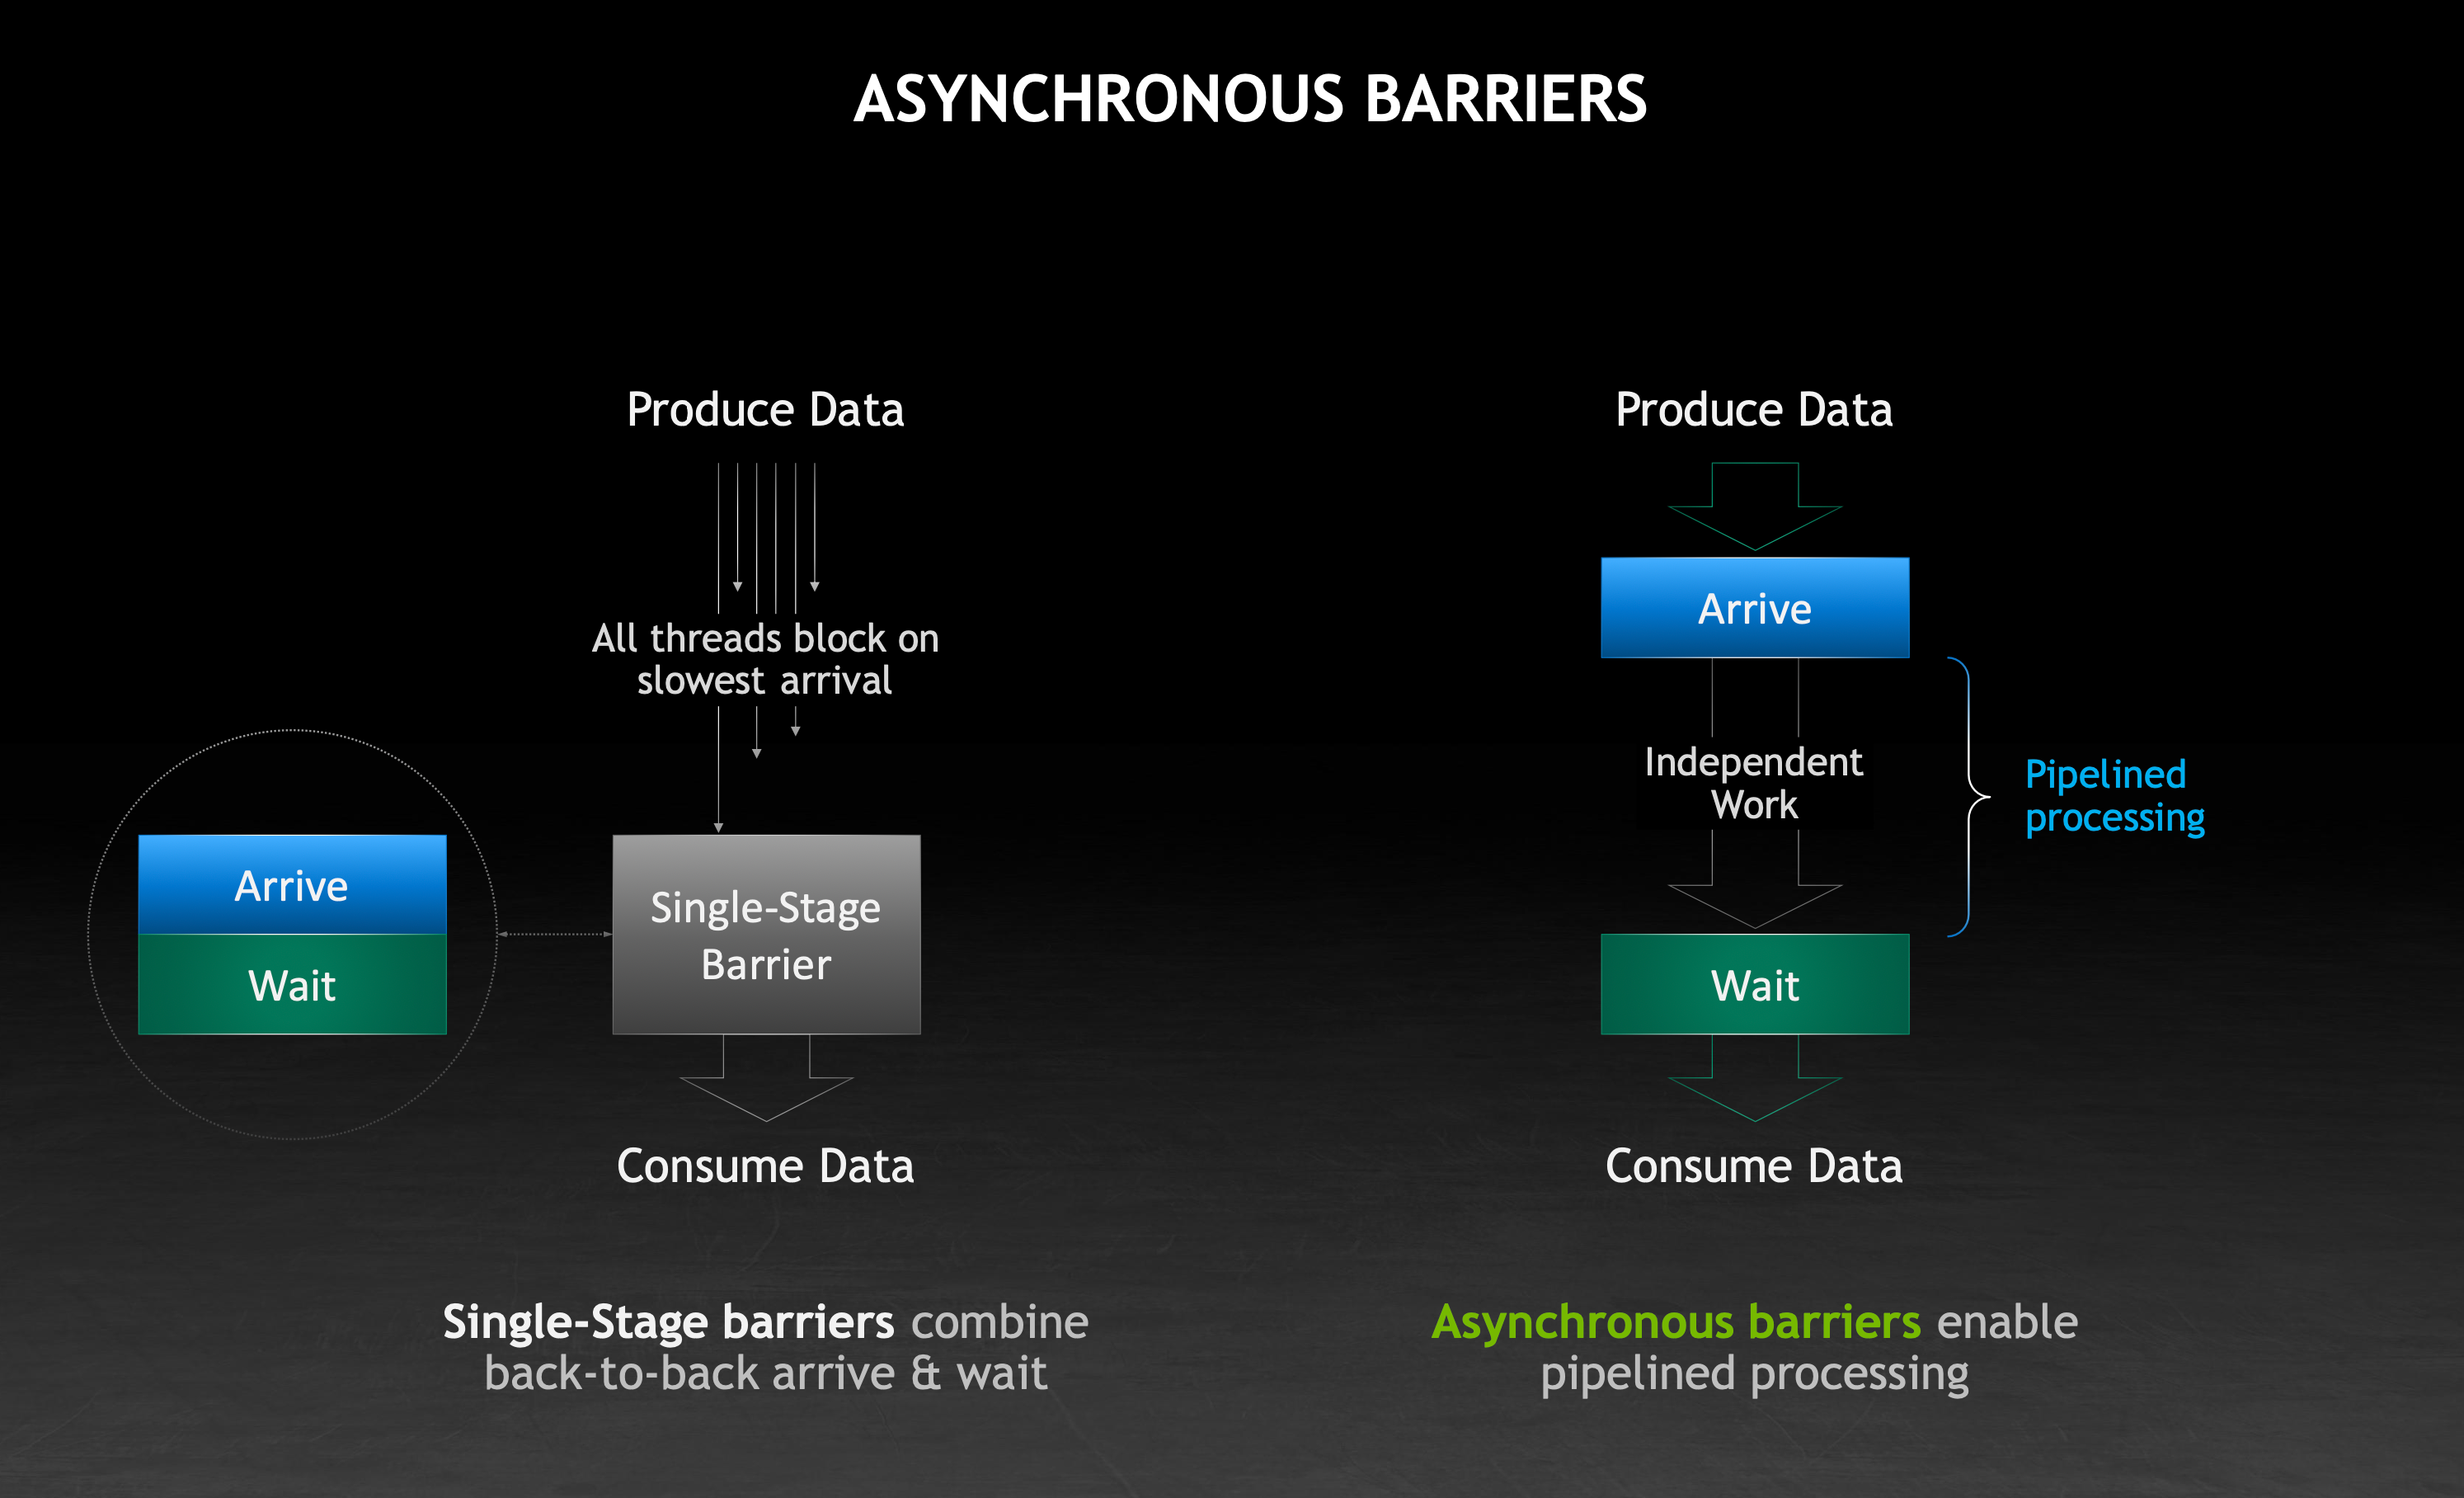 ASYNCHRONOUS BARRIERS
Produce Data
All threads block on
slowest arrival
Arrive
Wait
Single-Stage
Barrier
Consume Data
Single-Stage barriers combine
back-to-back arrive & wait
Produce Data
Arrive
Independent
Work
Pipelined
processing
Wait
Consume Data
Asynchronous barriers enable
pipelined processing